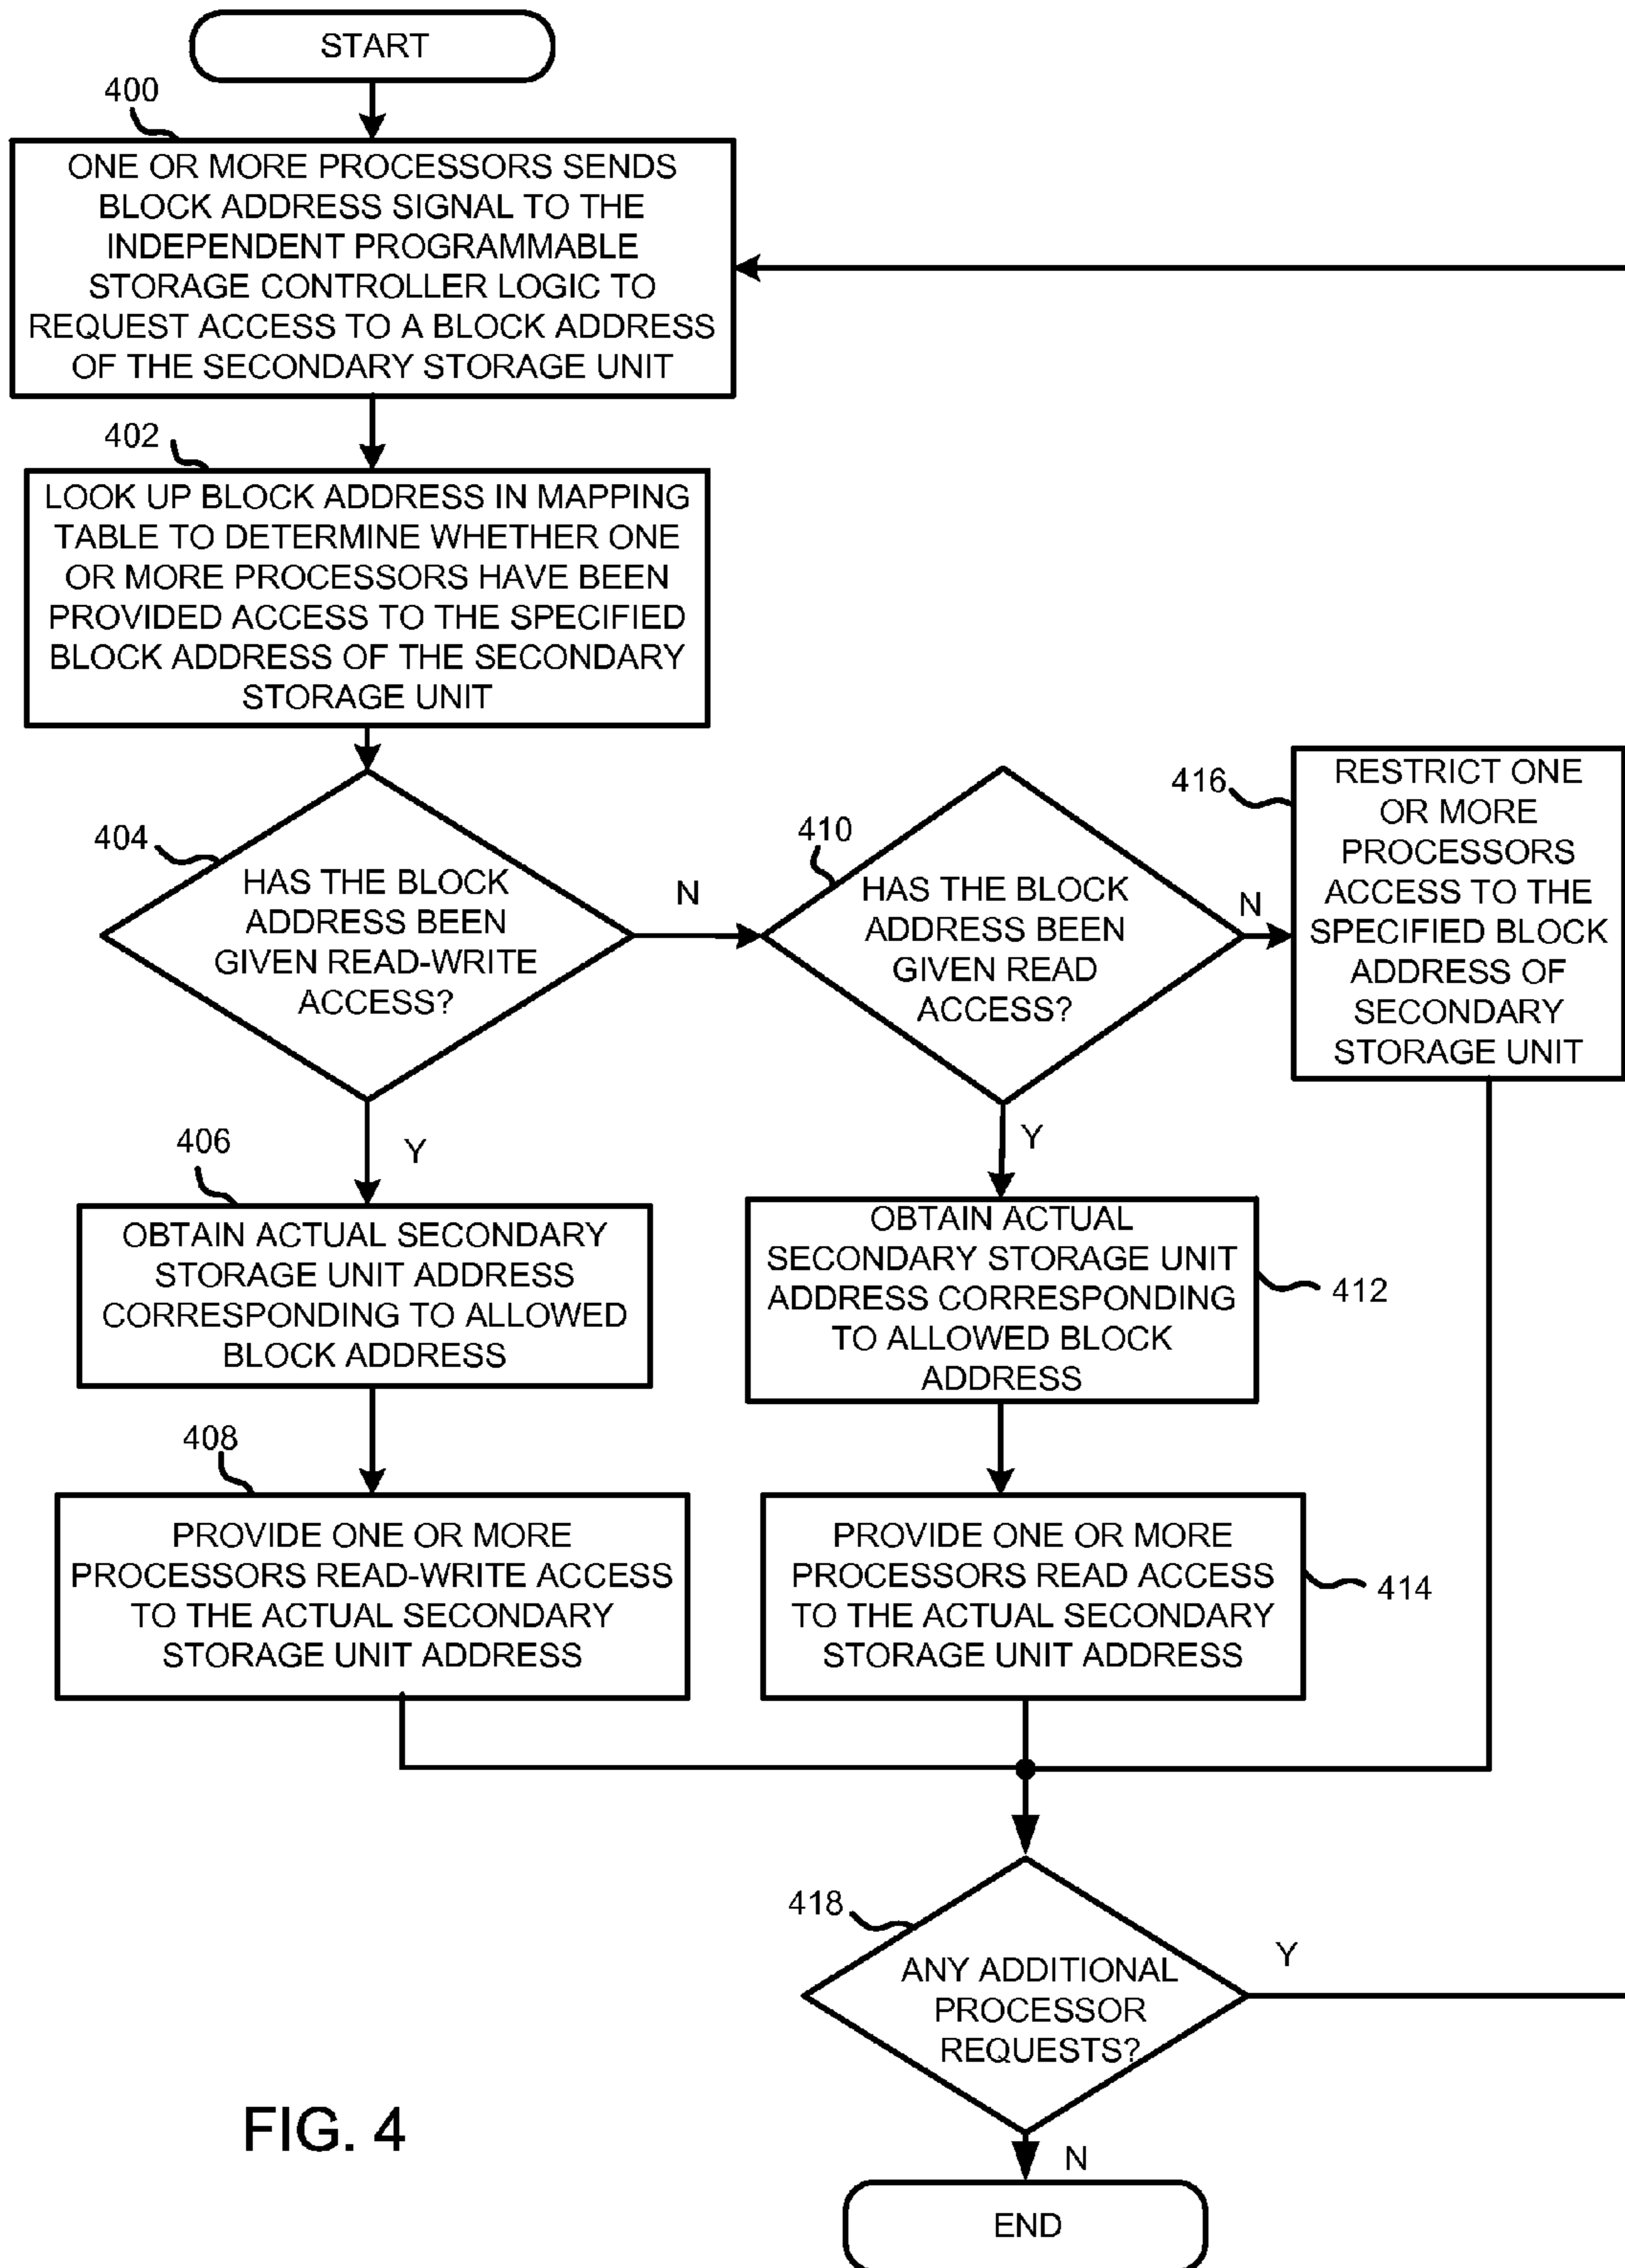 START
400
ONE OR MORE PROCESSORS SENDS
BLOCK ADDRESS SIGNAL TO THE
INDEPENDENT PROGRAMMABLE
STORAGE CONTROLLER LOGIC TO
REQUEST ACCESS TO A BLOCK ADDRESS
OF THE SECONDARY STORAGE UNIT
402
LOOK UP BLOCK ADDRESS IN MAPPING
TABLE TO DETERMINE WHETHER ONE
OR MORE PROCESSORS HAVE BEEN
PROVIDED ACCESS TO THE SPECIFIED
BLOCK ADDRESS OF THE SECONDARY
STORAGE UNIT
404
HAS THE BLOCK
ADDRESS BEEN
GIVEN READ-WRITE
ACCESS?
N
410
HAS THE BLOCK
ADDRESS BEEN
GIVEN READ
ACCESS?
N
416
RESTRICT ONE
OR MORE
PROCESSORS
ACCESS TO THE
SPECIFIED BLOCK
ADDRESS OF
SECONDARY
STORAGE UNIT
Y
406
OBTAIN ACTUAL SECONDARY
STORAGE UNIT ADDRESS
CORRESPONDING TO ALLOWED
BLOCK ADDRESS
Y
OBTAIN ACTUAL
SECONDARY STORAGE UNIT
ADDRESS CORRESPONDING
TO ALLOWED BLOCK
ADDRESS
412
408
PROVIDE ONE OR MORE
PROCESSORS READ-WRITE ACCESS
TO THE ACTUAL SECONDARY
STORAGE UNIT ADDRESS
PROVIDE ONE OR MORE
PROCESSORS READ ACCESS
TO THE ACTUAL SECONDARY
STORAGE UNIT ADDRESS
414
418
ANY ADDITIONAL
PROCESSOR
REQUESTS?
Y
N
END
FIG. 4